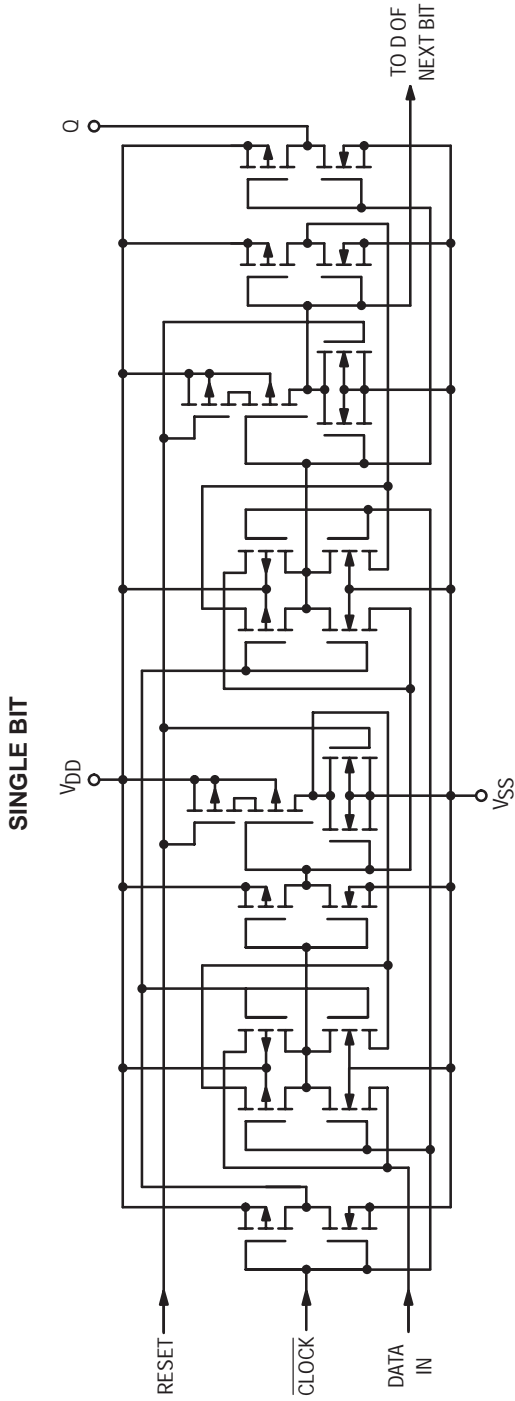 SINGLE BIT
VDD
Q
RESET
CLOCK
DATA
IN
VSS
TO D OF
NEXT BIT